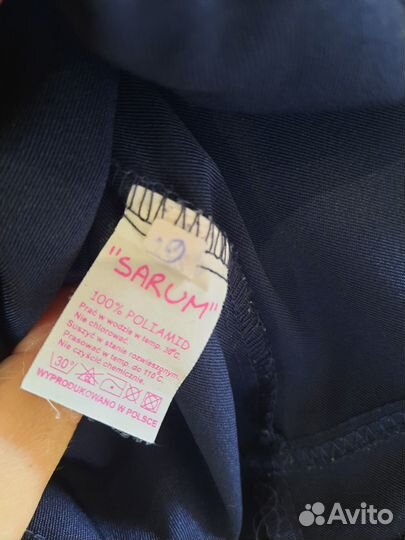 "SARUM"
100% POLIAMID
Prać w wodzie w temp. 30°C.
Nie chlorować.
Suszyć w stanie rozwieszonym.
Prasować w temp. do 110°C.
Nie czyścić chemicznie.
30°
WYPRODUKOWANO W POLSCE
Avito